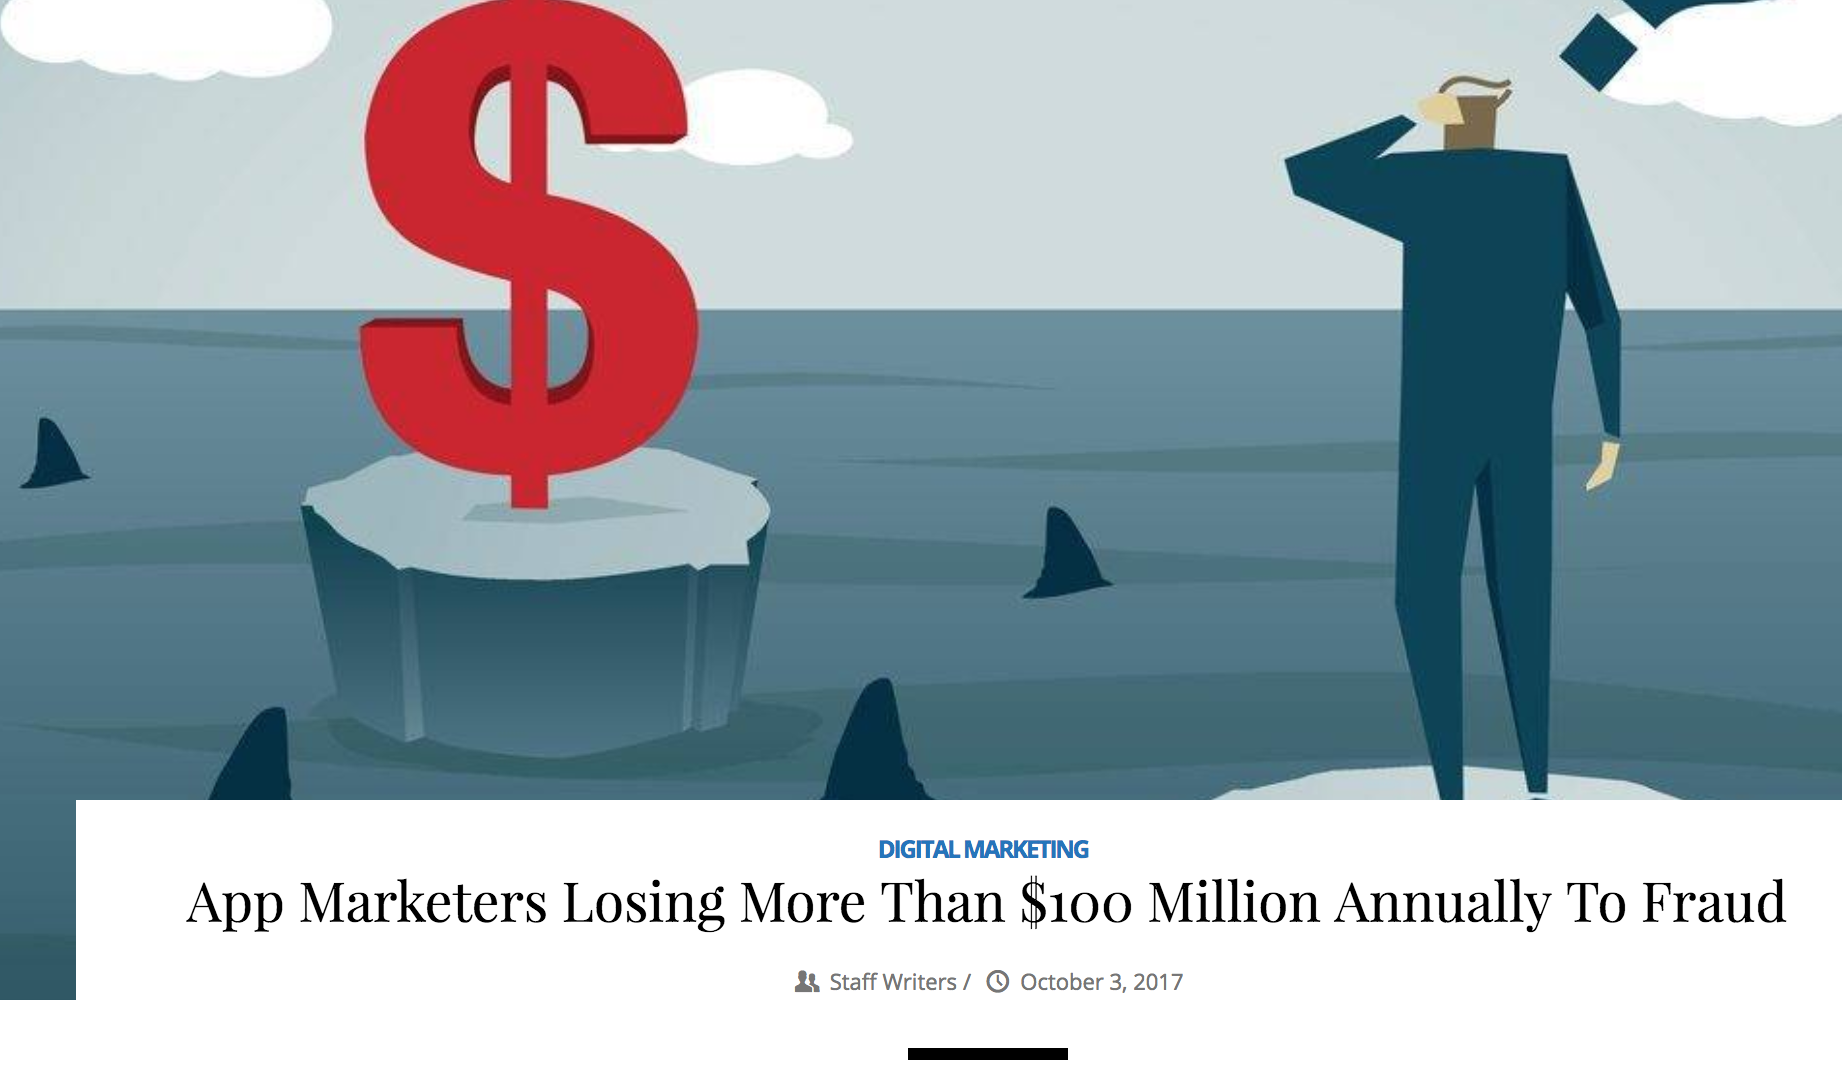 DIGITAL MARKETING
App Marketers Losing More Than $100 Million Annually To Fraud
Staff Writers / October 3, 2017